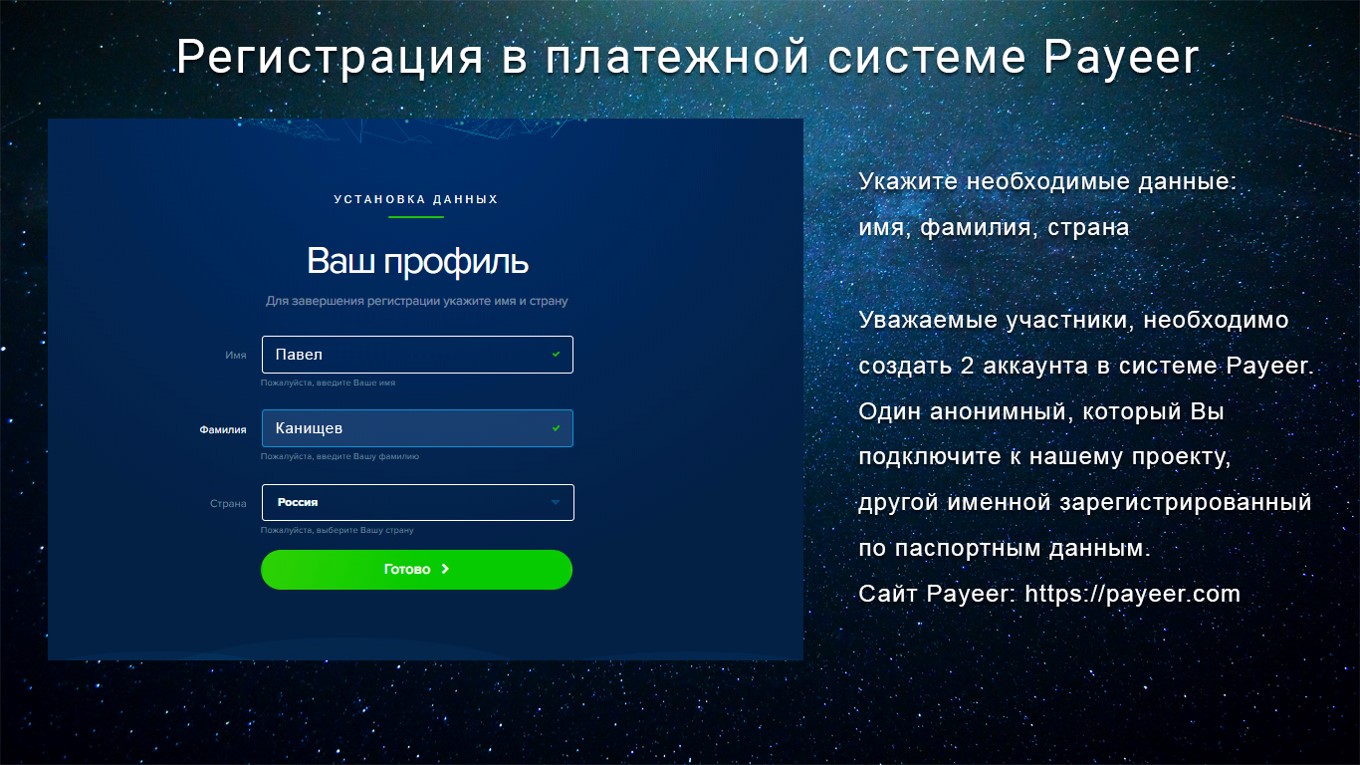 Регистрация в платежной системе Payeer
УСТАНОВКА ДАННЫХ
Ваш профиль
Для завершения регистрации укажите имя и страну
Имя
Павел
Пожалуйста, введите Ваше имя
Фамилия
Канищев
Пожалуйста, введите Вашу фамилию
Страна
Россия
Пожалуйста, выберите Вашу страну
Готово
Укажите необходимые данные:
имя, фамилия, страна
Уважаемые участники, необходимо
создать 2 аккаунта в системе Payeer.
Один анонимный, который Вы
подключите к нашему проекту,
другой именной зарегистрированный
по паспортным данным.
Сайт Payeer: https://payeer.com